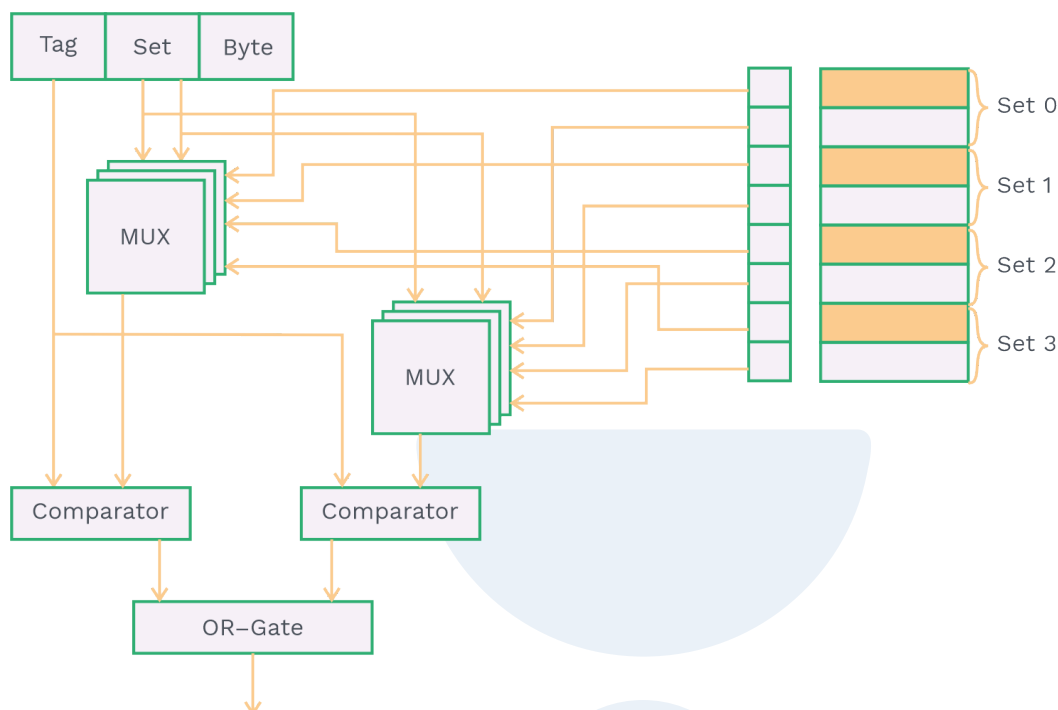 Tag
Set
Byte
Set 0
Set 1
MUX
Set 2
Set 3
MUX
Comparator
Comparator
OR–Gate